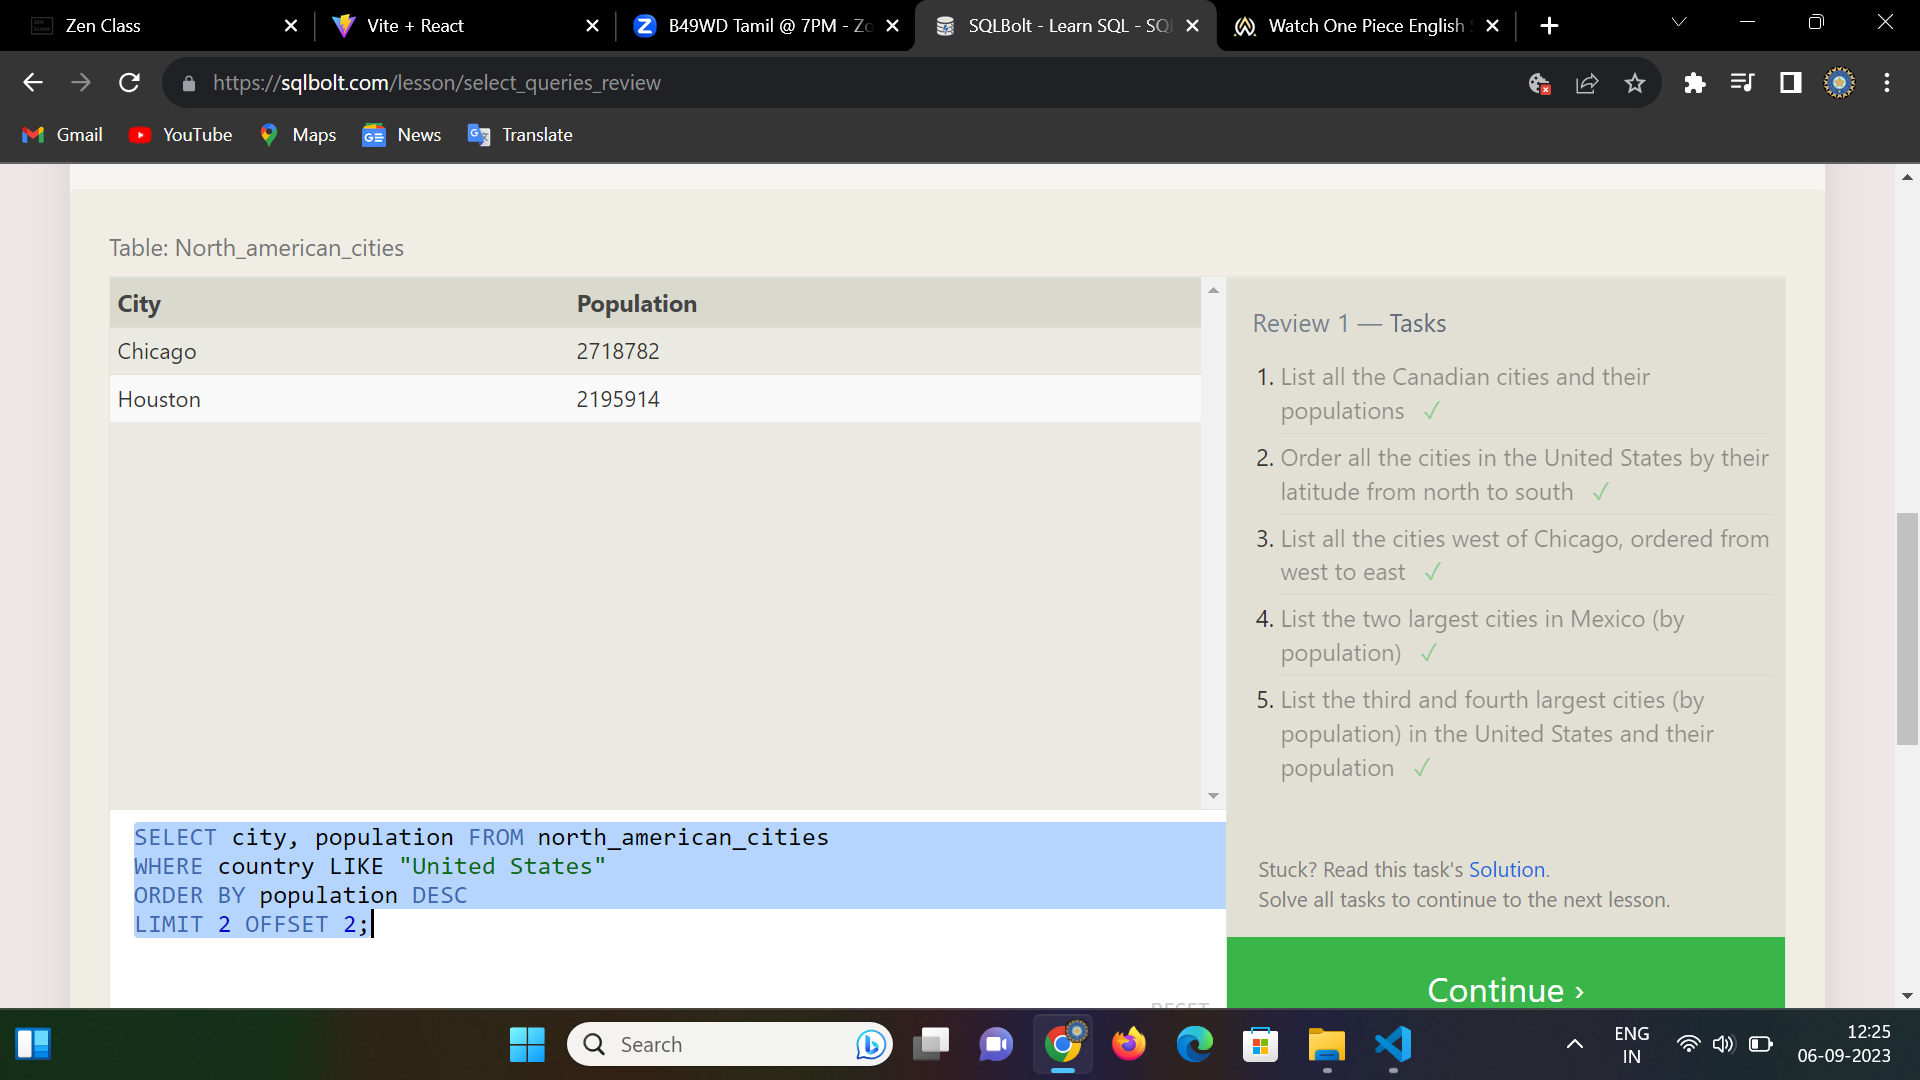 Zen Class
Vite + React
B49WD Tamil @ 7PM - Zo
SQLBolt - Learn SQL - SQL
Watch One Piece English S
https://sqlbolt.com/lesson/select_queries_review
Gmail
YouTube
Maps
News
Translate
Table: North_american_cities
City Population
Chicago 2718782
Houston 2195914
Review 1 — Tasks
1. List all the Canadian cities and their
populations ✓
2. Order all the cities in the United States by their
latitude from north to south ✓
3. List all the cities west of Chicago, ordered from
west to east ✓
4. List the two largest cities in Mexico (by
population) ✓
5. List the third and fourth largest cities (by
population) in the United States and their
population ✓
SELECT city, population FROM north_american_cities
WHERE country LIKE "United States"
ORDER BY population DESC
LIMIT 2 OFFSET 2;
Stuck? Read this task's Solution.
Solve all tasks to continue to the next lesson.
RESET
Continue ›
Search
ENG
IN
12:25
06-09-2023